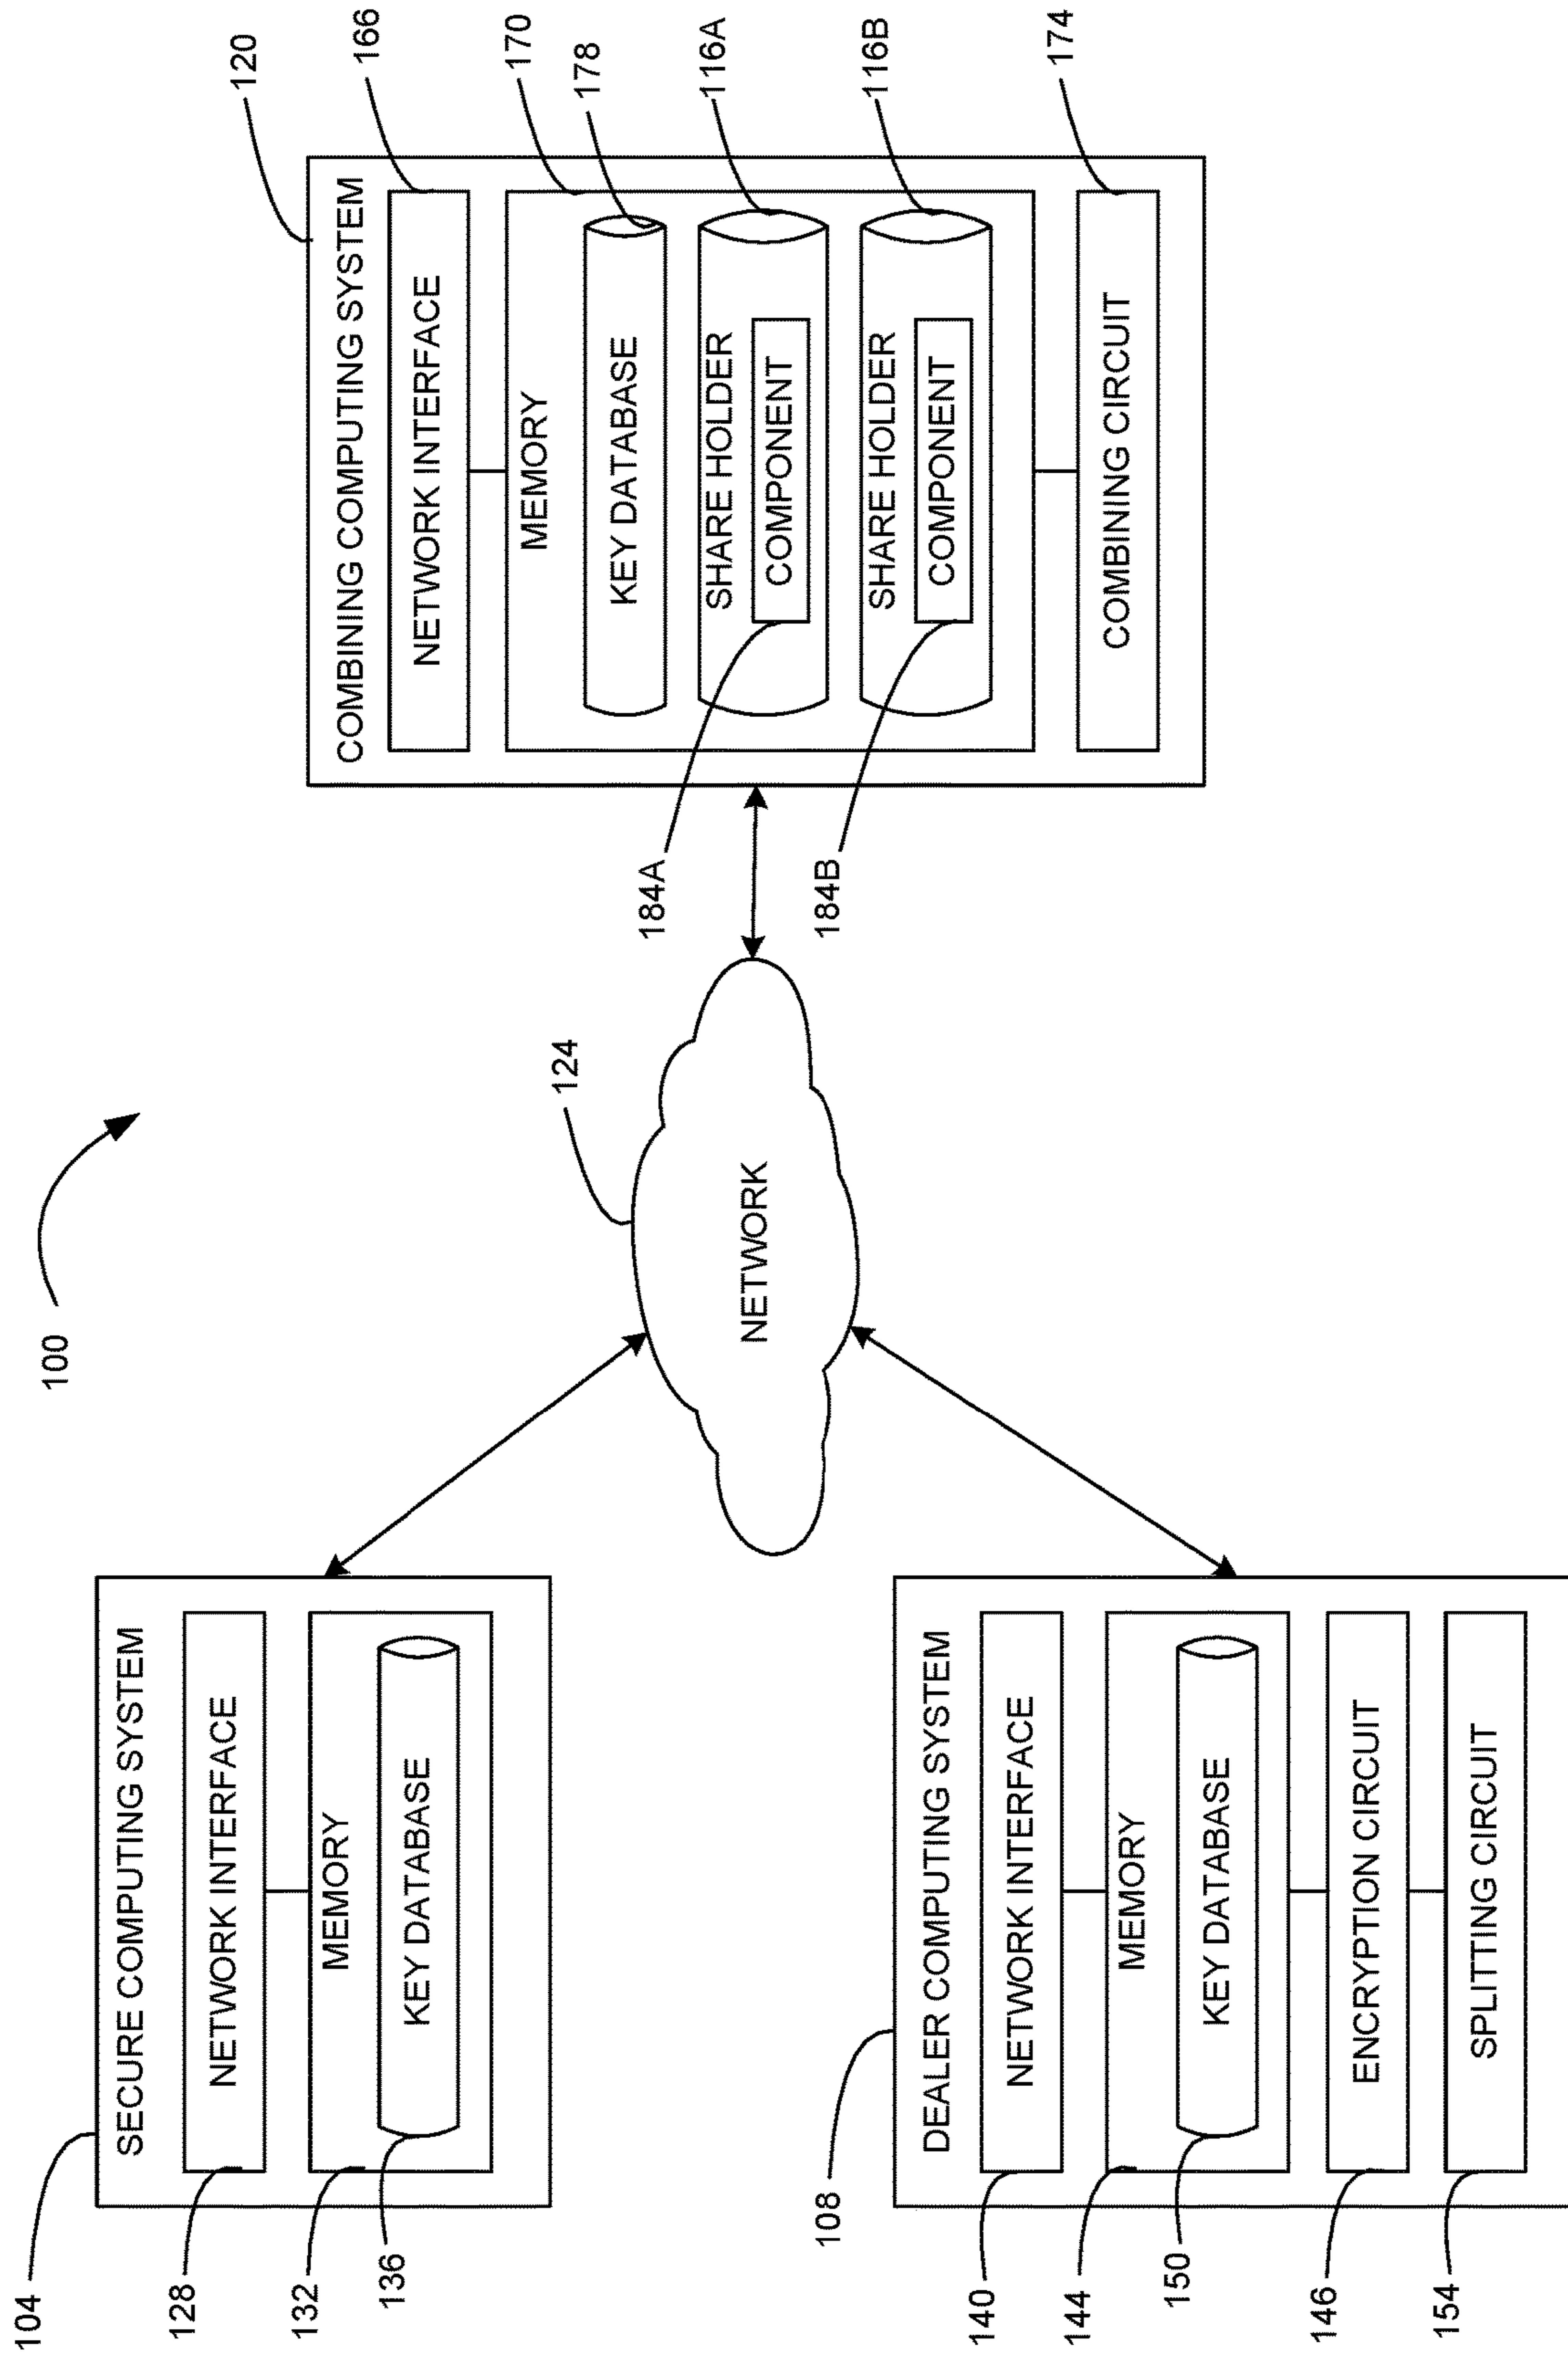 100
104
SECURE COMPUTING SYSTEM
128
NETWORK INTERFACE
132
MEMORY
136
KEY DATABASE
108
DEALER COMPUTING SYSTEM
140
NETWORK INTERFACE
144
MEMORY
150
KEY DATABASE
146
ENCRYPTION CIRCUIT
154
SPLITTING CIRCUIT
124
NETWORK
120
COMBINING COMPUTING SYSTEM
166
NETWORK INTERFACE
170
MEMORY
178
KEY DATABASE
116A
SHARE HOLDER
184A
COMPONENT
116B
SHARE HOLDER
184B
COMPONENT
174
COMBINING CIRCUIT